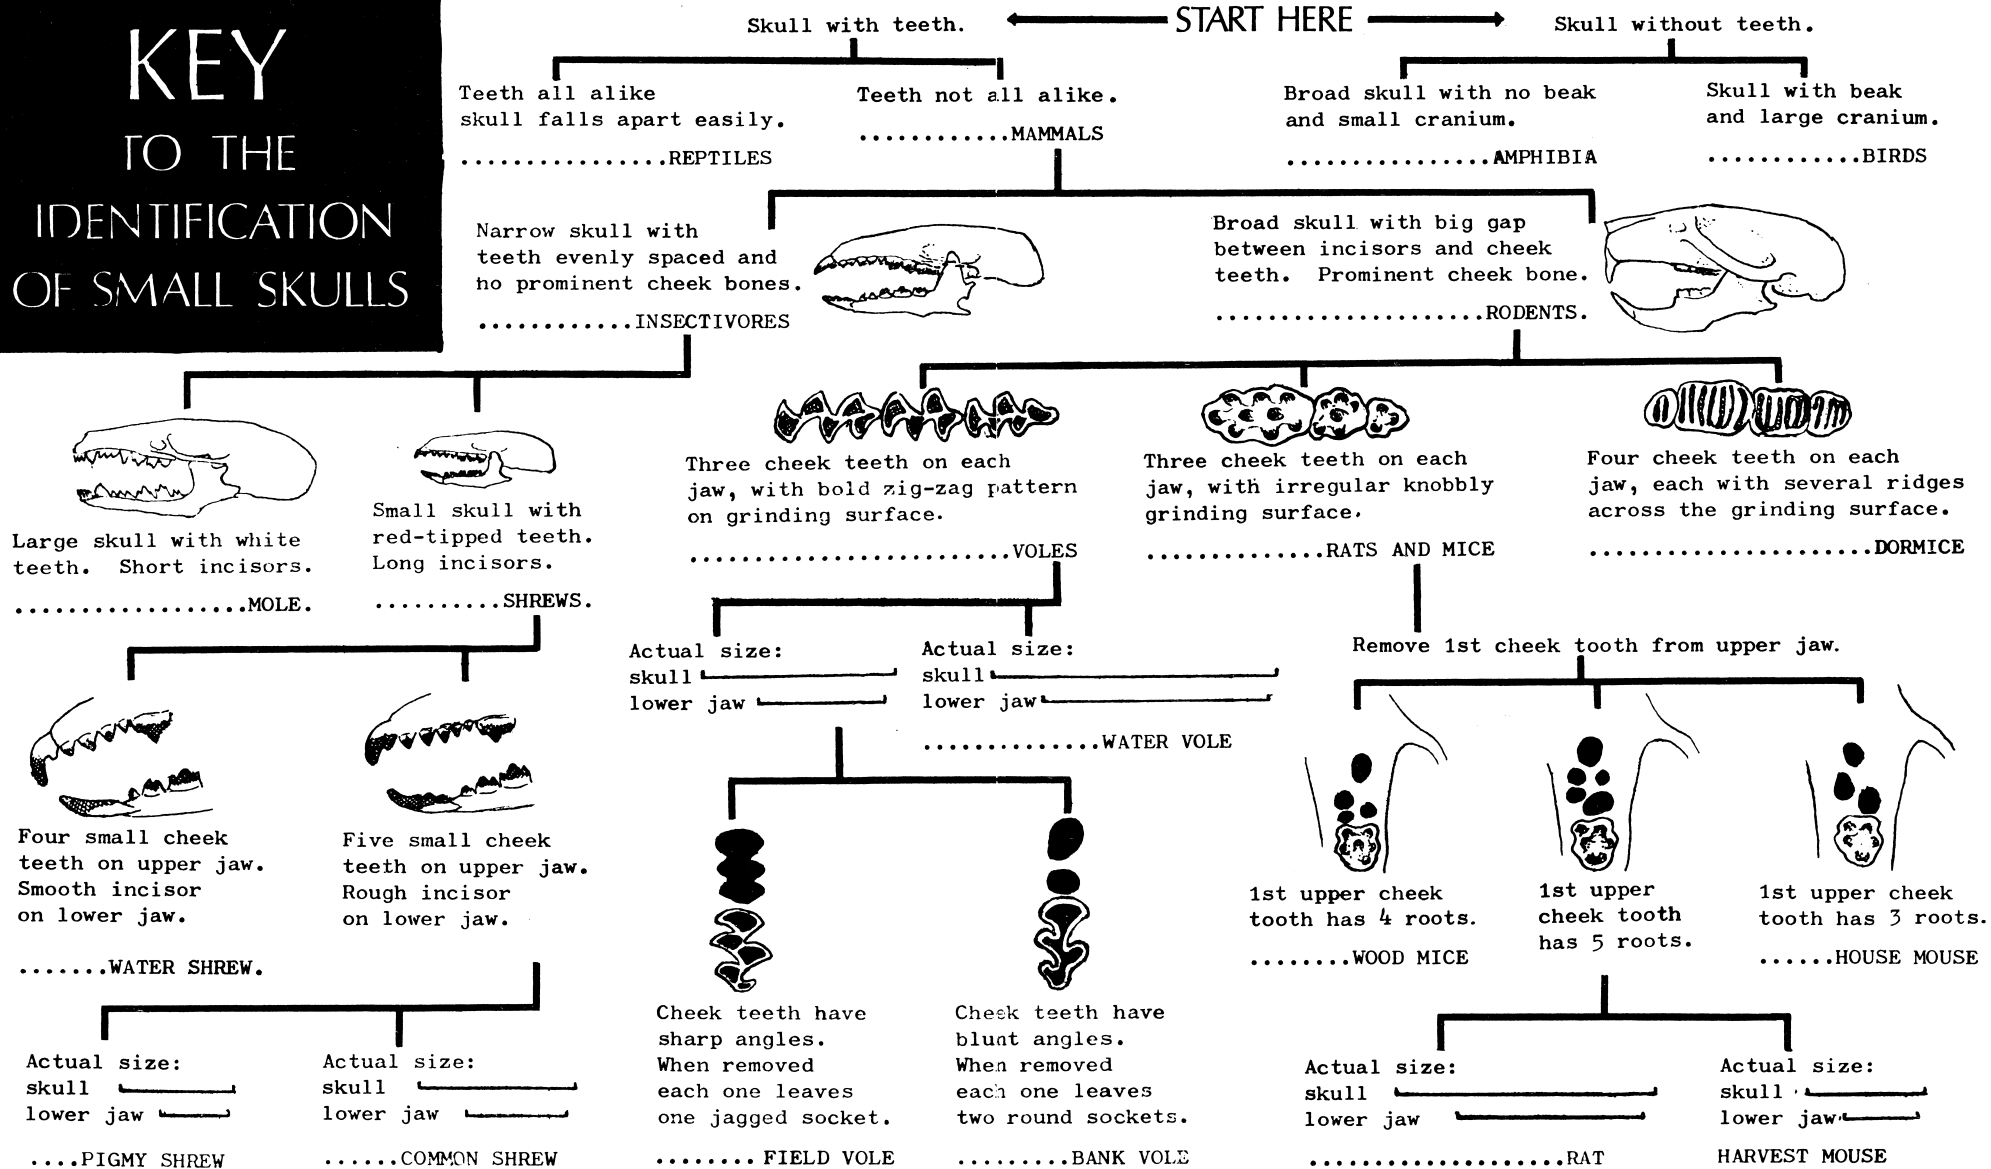 KEY
TO THE
IDENTIFICATION
OF SMALL SKULLS
START HERE
Skull with teeth.
Skull without teeth.
Teeth all alike
skull falls apart easily.
................REPTILES
Teeth not all alike.
............MAMMALS
Broad skull with no beak
and small cranium.
................AMPHIBIA
Skull with beak
and large cranium.
............BIRDS
Narrow skull with
teeth evenly spaced and
no prominent cheek bones.
............INSECTIVORES
Broad skull with big gap
between incisors and cheek
teeth. Prominent cheek bone.
.....................RODENTS.
Large skull with white
teeth. Short incisors.
..................MOLE.
Small skull with
red-tipped teeth.
Long incisors.
..........SHREWS.
Three cheek teeth on each
jaw, with bold zig-zag pattern
on grinding surface.
.........................VOLES
Three cheek teeth on each
jaw, with irregular knobbly
grinding surface.
..............RATS AND MICE
Four cheek teeth on each
jaw, each with several ridges
across the grinding surface.
......................DORMICE
Actual size:
skull
lower jaw
Actual size:
skull
lower jaw
..............WATER VOLE
Remove 1st cheek tooth from upper jaw.
Four small cheek
teeth on upper jaw.
Smooth incisor
on lower jaw.
.......WATER SHREW.
Five small cheek
teeth on upper jaw.
Rough incisor
on lower jaw.
1st upper cheek
tooth has 4 roots.
........WOOD MICE
1st upper
cheek tooth
has 5 roots.
1st upper cheek
tooth has 3 roots.
......HOUSE MOUSE
Actual size:
skull
lower jaw
....PIGMY SHREW
Actual size:
skull
lower jaw
......COMMON SHREW
Cheek teeth have
sharp angles.
When removed
each one leaves
one jagged socket.
........ FIELD VOLE
Cheek teeth have
blunt angles.
When removed
each one leaves
two round sockets.
.........BANK VOLE
Actual size:
skull
lower jaw
.....................RAT
Actual size:
skull
lower jaw
HARVEST MOUSE